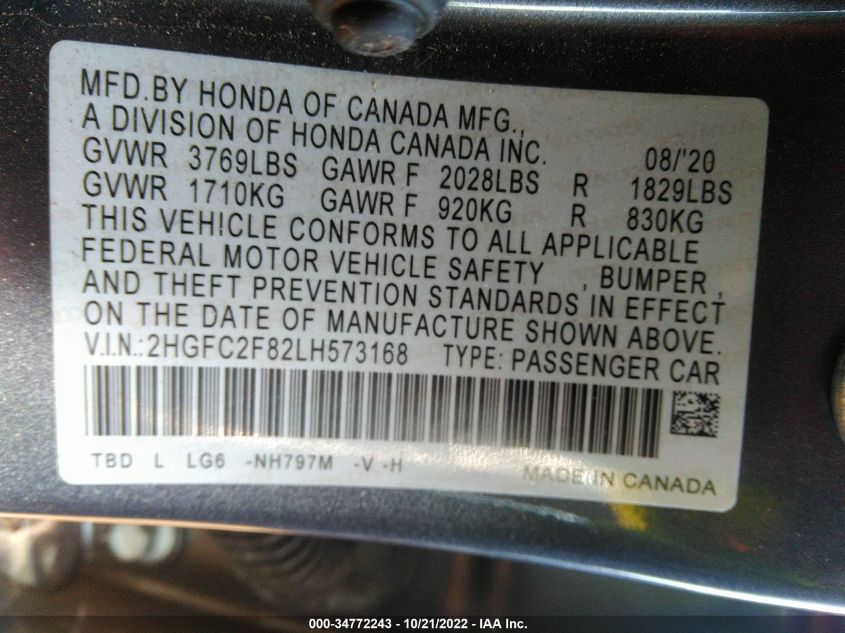 MFD.BY HONDA OF CANADA MFG.,
A DIVISION OF HONDA CANADA INC. 08/'20
GVWR 3769LBS GAWR F 2028LBS R 1829LBS
GVWR 1710KG GAWR F 920KG R 830KG
THIS VEHICLE CONFORMS TO ALL APPLICABLE
FEDERAL MOTOR VEHICLE SAFETY , BUMPER ,
AND THEFT PREVENTION STANDARDS IN EFFECT
ON THE DATE OF MANUFACTURE SHOWN ABOVE.
V.I.N.:2HGFC2F82LH573168 TYPE: PASSENGER CAR
TBD L LG6 -NH797M -V -H
MADE IN CANADA
000-34772243 - 10/21/2022 - IAA Inc.